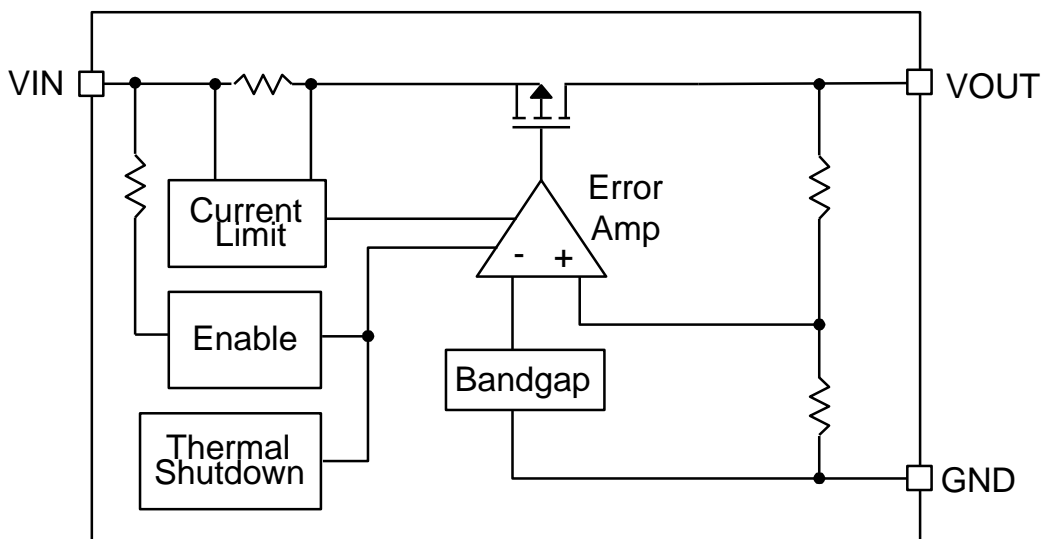 VIN
VOUT
Current
Limit
Error
Amp
- +
Enable
Bandgap
Thermal
Shutdown
GND